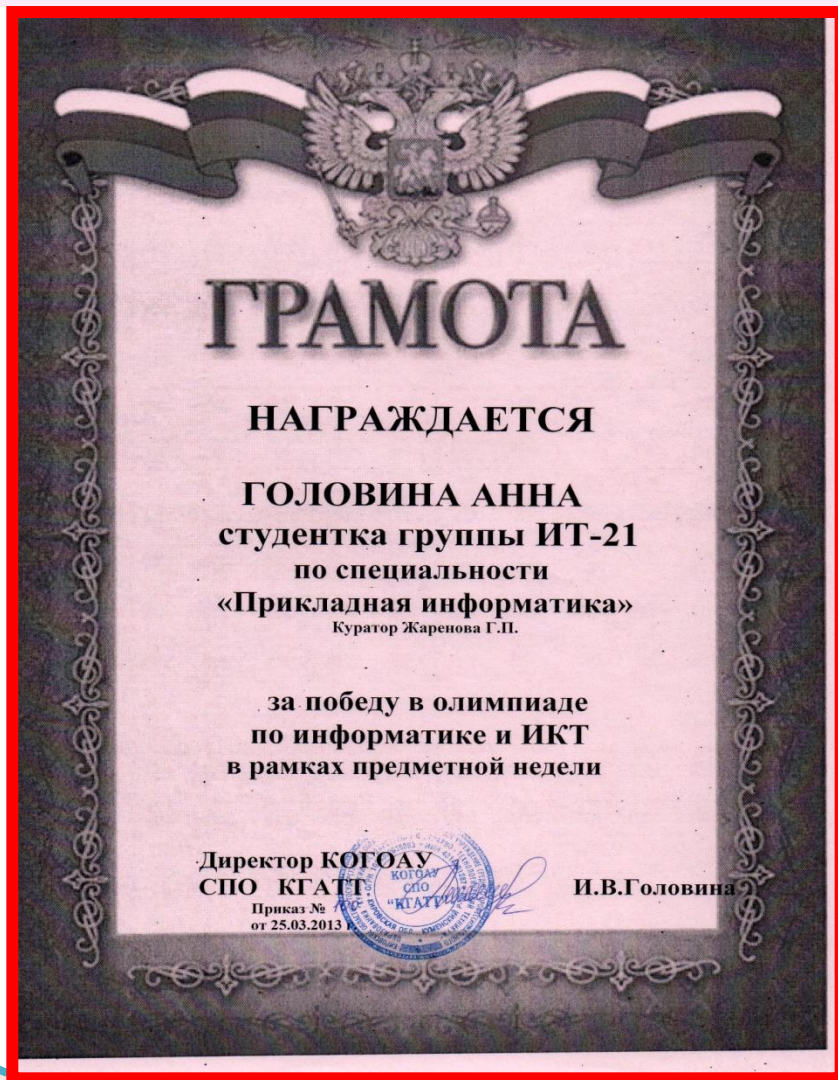 ГРАМОТА
НАГРАЖДАЕТСЯ
ГОЛОВИНА АННА
студентка группы ИТ-21
по специальности
«Прикладная информатика»
Куратор Жаренова Г.П.
за победу в олимпиаде
по информатике и ИКТ
в рамках предметной недели
Директор КОГОАУ
СПО КГАТТ
И.В.Головина
Приказ №
от 25.03.2013 г.
КОГОАУ
СПО
"КГАТТ"